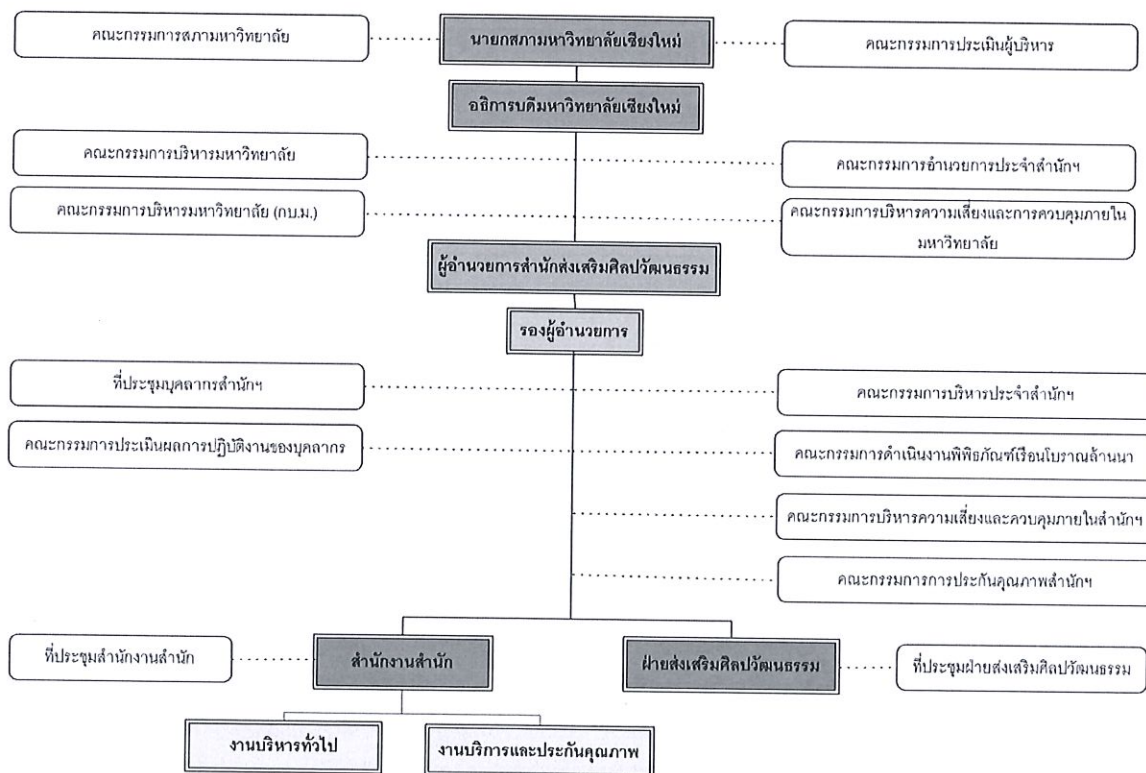 คณะกรรมการสภามหาวิทยาลัย
นายกสภามหาวิทยาลัยเชียงใหม่
คณะกรรมการประเมินผู้บริหาร
อธิการบดีมหาวิทยาลัยเชียงใหม่
คณะกรรมการบริหารมหาวิทยาลัย
คณะกรรมการอำนวยการประจำสำนักฯ
คณะกรรมการบริหารมหาวิทยาลัย (กบ.ม.)
คณะกรรมการบริหารความเสี่ยงและการควบคุมภายใน
มหาวิทยาลัย
ผู้อำนวยการสำนักส่งเสริมศิลปวัฒนธรรม
รองผู้อำนวยการ
ที่ประชุมบุคลากรสำนักฯ
คณะกรรมการบริหารประจำสำนักฯ
คณะกรรมการประเมินผลการปฏิบัติงานของบุคลากร
คณะกรรมการดำเนินงานพิพิธภัณฑ์เรือนโบราณล้านนา
คณะกรรมการบริหารความเสี่ยงและควบคุมภายในสำนักฯ
คณะกรรมการการประกันคุณภาพสำนักฯ
ที่ประชุมสำนักงานสำนัก
สำนักงานสำนัก
ฝ่ายส่งเสริมศิลปวัฒนธรรม
ที่ประชุมฝ่ายส่งเสริมศิลปวัฒนธรรม
งานบริหารทั่วไป
งานบริการและประกันคุณภาพ